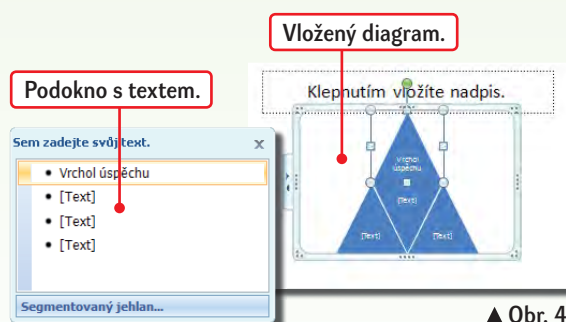 Vložený diagram.
Podokno s textem.
Klepnutím vložíte nadpis.
Sem zadejte svůj text. x
• Vrchol úspěchu
• [Text]
• [Text]
• [Text]
Segmentovaný jehlan...
Vrchol
úspěchu
[Text]
[Text]
[Text]
▲ Obr. 4